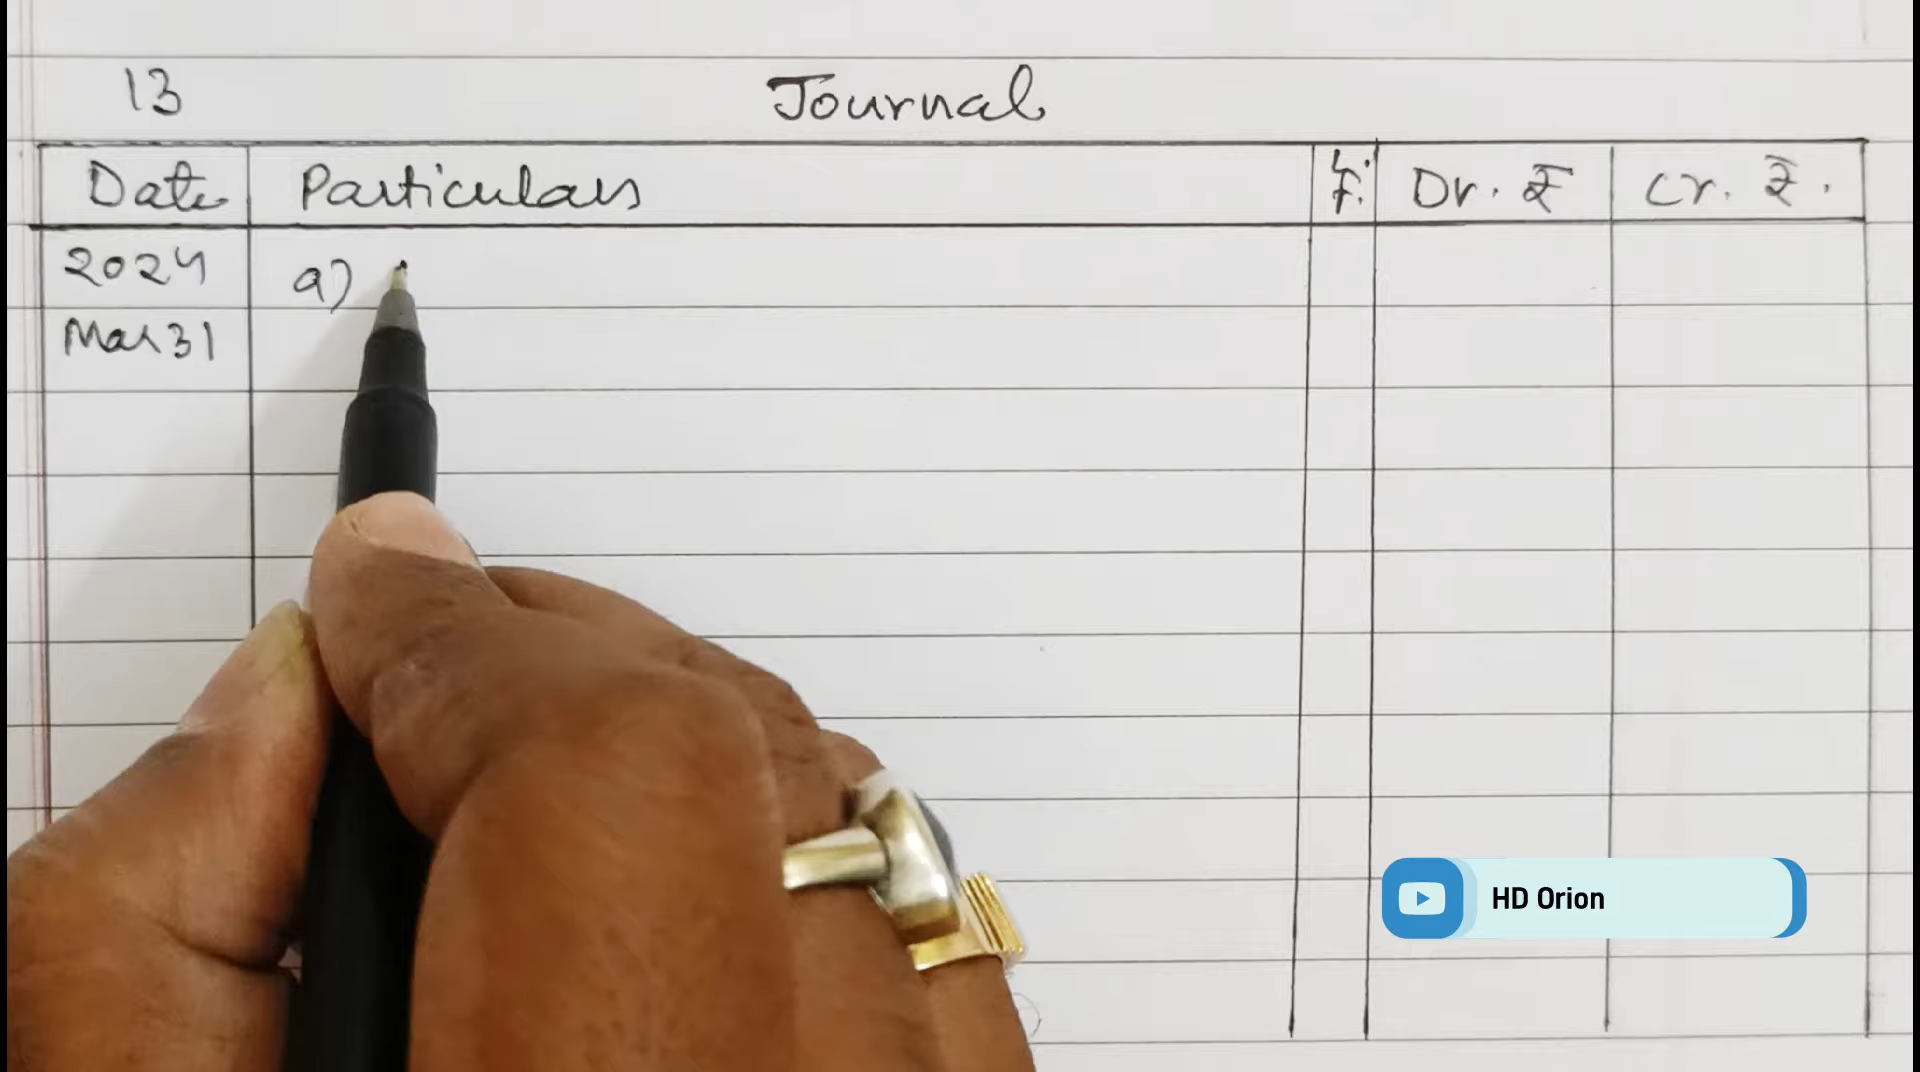 13 Journal
Date Particulars L.F. Dr. ₹ Cr. ₹.
2024 a)
Mar 31
HD Orion